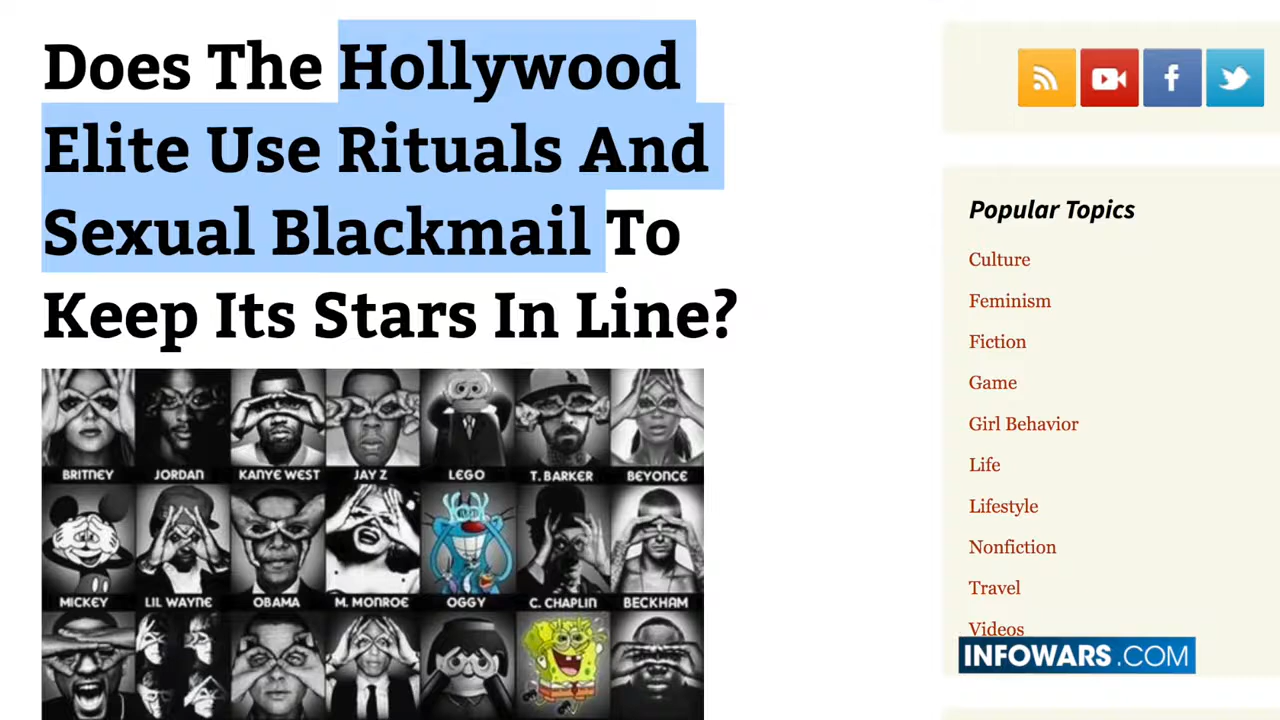 Does The Hollywood
Elite Use Rituals And
Sexual Blackmail To
Keep Its Stars In Line?
BRITNEY JORDAN KANYE WEST JAY Z LEGO T. BARKER BEYONCE
MICKEY LIL WAYNE OBAMA M. MONROE OGGY C. CHAPLIN BECKHAM
f
Popular Topics
Culture
Feminism
Fiction
Game
Girl Behavior
Life
Lifestyle
Nonfiction
Travel
Videos
INFOWARS.COM